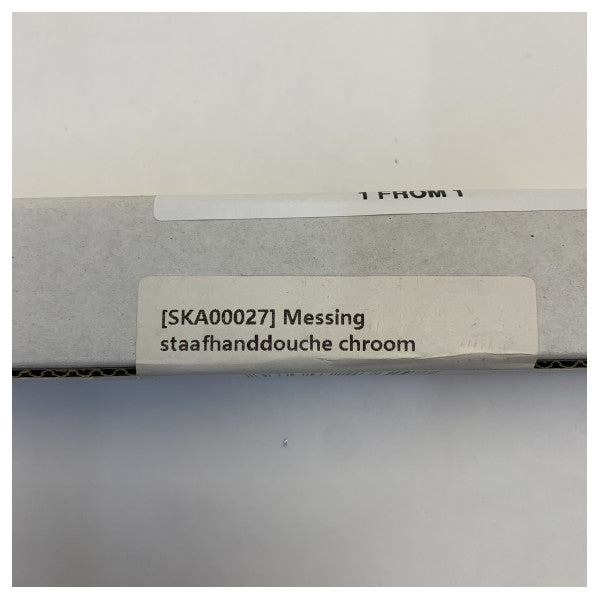 1 FROM 1
[SKA00027] Messing
staafhanddouche chroom